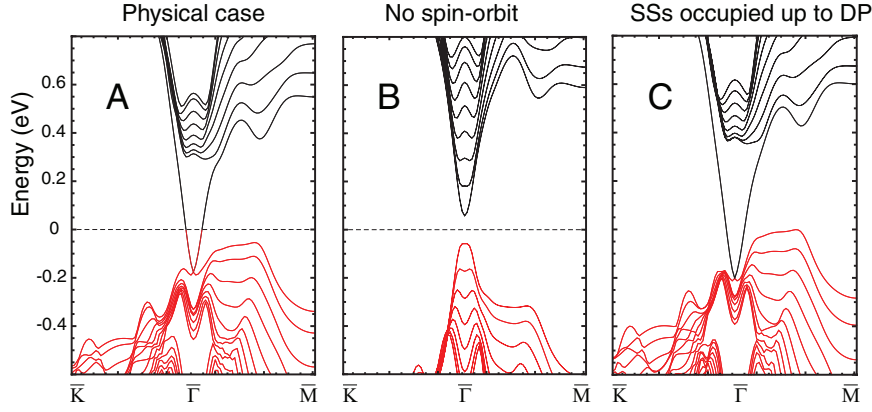 Physical case
No spin-orbit
SSs occupied up to DP
A
B
C
Energy (eV)
0.6
0.4
0.2
0
-0.2
-0.4
K̅ Γ̅ M̅
K̅ Γ̅ M̅
K̅ Γ̅ M̅